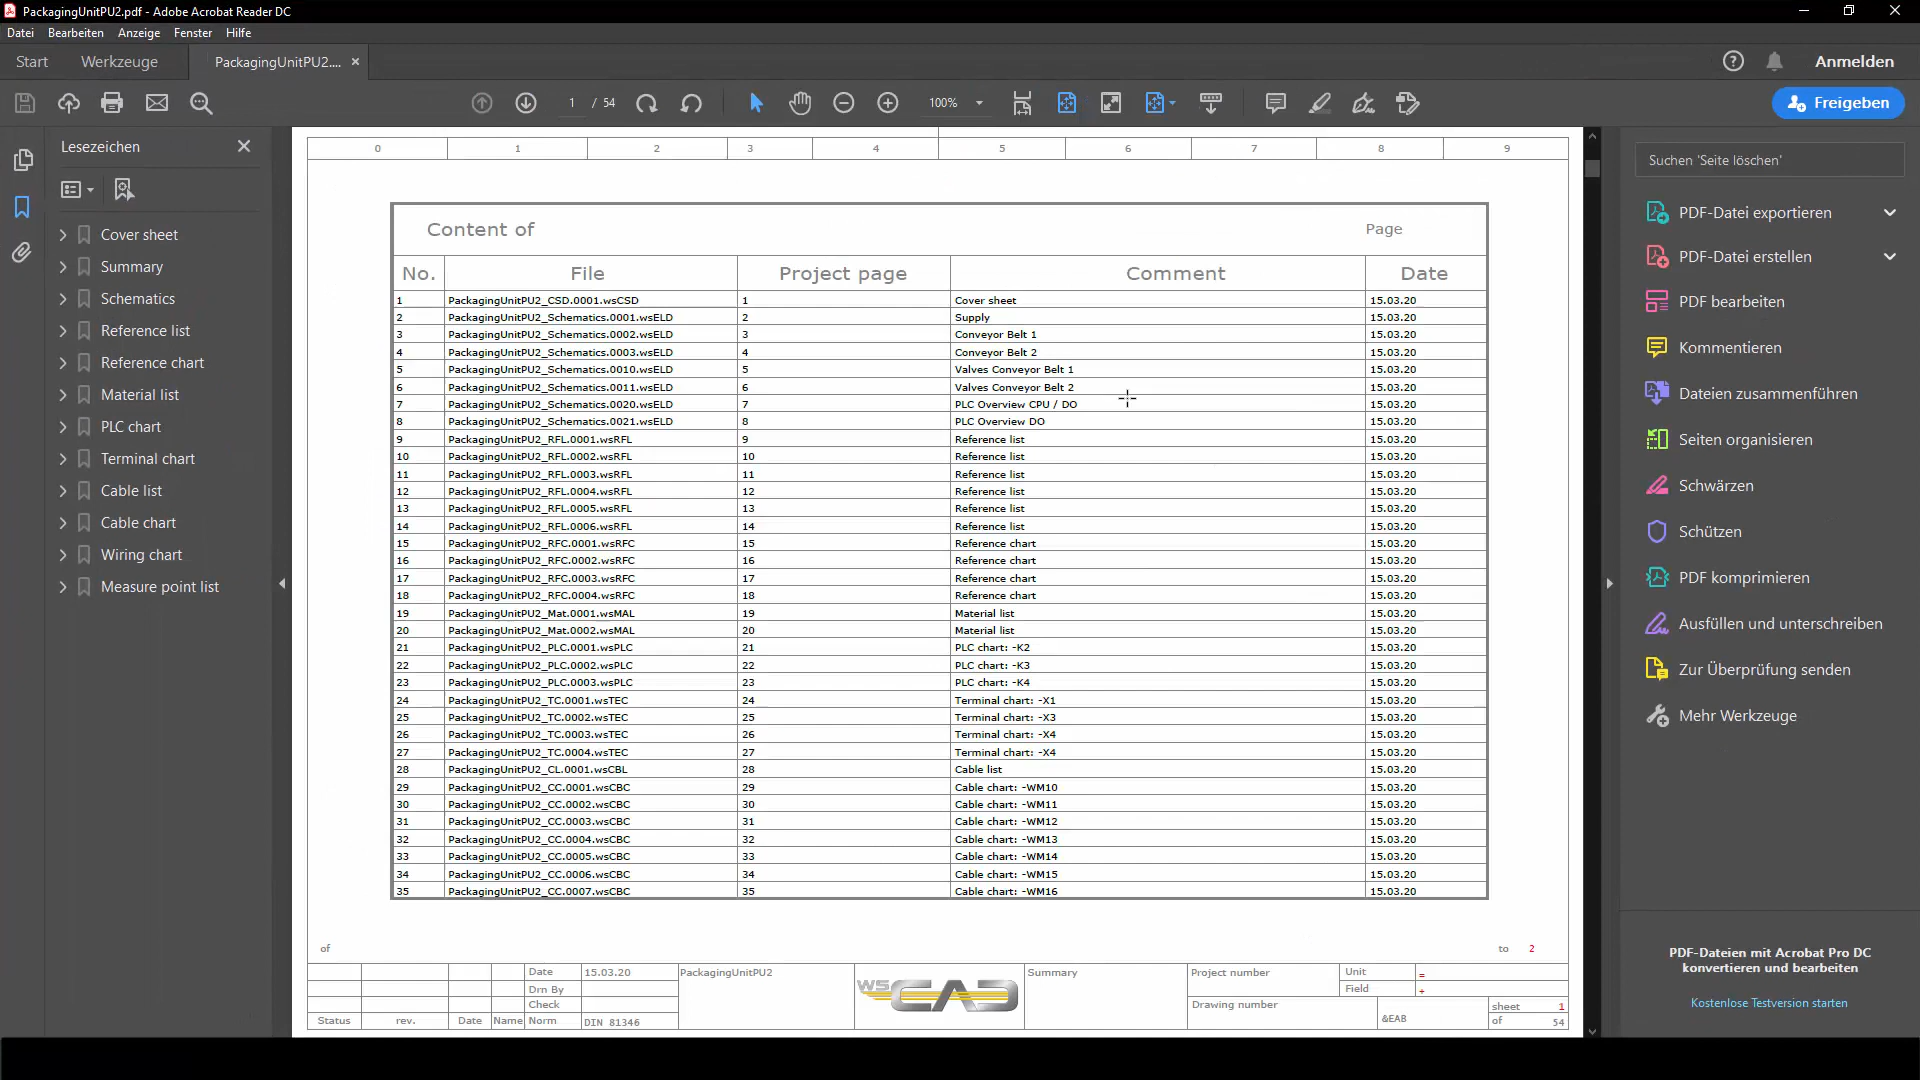 PackagingUnitPU2.pdf - Adobe Acrobat Reader DC
Datei Bearbeiten Anzeige Fenster Hilfe
Start Werkzeuge PackagingUnitPU2.... × Anmelden
1 / 54 100% Freigeben
Lesezeichen
Cover sheet
Summary
Schematics
Reference list
Reference chart
Material list
PLC chart
Terminal chart
Cable list
Cable chart
Wiring chart
Measure point list
0 1 2 3 4 5 6 7 8 9
Content of Page
No. File Project page Comment Date
1 PackagingUnitPU2_CSD.0001.wsCSD 1 Cover sheet 15.03.20
2 PackagingUnitPU2_Schematics.0001.wsELD 2 Supply 15.03.20
3 PackagingUnitPU2_Schematics.0002.wsELD 3 Conveyor Belt 1 15.03.20
4 PackagingUnitPU2_Schematics.0003.wsELD 4 Conveyor Belt 2 15.03.20
5 PackagingUnitPU2_Schematics.0010.wsELD 5 Valves Conveyor Belt 1 15.03.20
6 PackagingUnitPU2_Schematics.0011.wsELD 6 Valves Conveyor Belt 2 15.03.20
7 PackagingUnitPU2_Schematics.0020.wsELD 7 PLC Overview CPU / DO 15.03.20
8 PackagingUnitPU2_Schematics.0021.wsELD 8 PLC Overview DO 15.03.20
9 PackagingUnitPU2_RFL.0001.wsRFL 9 Reference list 15.03.20
10 PackagingUnitPU2_RFL.0002.wsRFL 10 Reference list 15.03.20
11 PackagingUnitPU2_RFL.0003.wsRFL 11 Reference list 15.03.20
12 PackagingUnitPU2_RFL.0004.wsRFL 12 Reference list 15.03.20
13 PackagingUnitPU2_RFL.0005.wsRFL 13 Reference list 15.03.20
14 PackagingUnitPU2_RFL.0006.wsRFL 14 Reference list 15.03.20
15 PackagingUnitPU2_RFC.0001.wsRFC 15 Reference chart 15.03.20
16 PackagingUnitPU2_RFC.0002.wsRFC 16 Reference chart 15.03.20
17 PackagingUnitPU2_RFC.0003.wsRFC 17 Reference chart 15.03.20
18 PackagingUnitPU2_RFC.0004.wsRFC 18 Reference chart 15.03.20
19 PackagingUnitPU2_Mat.0001.wsMAL 19 Material list 15.03.20
20 PackagingUnitPU2_Mat.0002.wsMAL 20 Material list 15.03.20
21 PackagingUnitPU2_PLC.0001.wsPLC 21 PLC chart: -K2 15.03.20
22 PackagingUnitPU2_PLC.0002.wsPLC 22 PLC chart: -K3 15.03.20
23 PackagingUnitPU2_PLC.0003.wsPLC 23 PLC chart: -K4 15.03.20
24 PackagingUnitPU2_TC.0001.wsTEC 24 Terminal chart: -X1 15.03.20
25 PackagingUnitPU2_TC.0002.wsTEC 25 Terminal chart: -X3 15.03.20
26 PackagingUnitPU2_TC.0003.wsTEC 26 Terminal chart: -X4 15.03.20
27 PackagingUnitPU2_TC.0004.wsTEC 27 Terminal chart: -X4 15.03.20
28 PackagingUnitPU2_CL.0001.wsCBL 28 Cable list 15.03.20
29 PackagingUnitPU2_CC.0001.wsCBC 29 Cable chart: -WM10 15.03.20
30 PackagingUnitPU2_CC.0002.wsCBC 30 Cable chart: -WM11 15.03.20
31 PackagingUnitPU2_CC.0003.wsCBC 31 Cable chart: -WM12 15.03.20
32 PackagingUnitPU2_CC.0004.wsCBC 32 Cable chart: -WM13 15.03.20
33 PackagingUnitPU2_CC.0005.wsCBC 33 Cable chart: -WM14 15.03.20
34 PackagingUnitPU2_CC.0006.wsCBC 34 Cable chart: -WM15 15.03.20
35 PackagingUnitPU2_CC.0007.wsCBC 35 Cable chart: -WM16 15.03.20
of to 2
Date 15.03.20 PackagingUnitPU2 WSCAD Summary Project number Unit =
Drn By Field +
Check Drawing number sheet 1
Status rev. Date Name Norm DIN 81346 &EAB of 54
Suchen 'Seite löschen'
PDF-Datei exportieren
PDF-Datei erstellen
PDF bearbeiten
Kommentieren
Dateien zusammenführen
Seiten organisieren
Schwärzen
Schützen
PDF komprimieren
Ausfüllen und unterschreiben
Zur Überprüfung senden
Mehr Werkzeuge
PDF-Dateien mit Acrobat Pro DC
konvertieren und bearbeiten
Kostenlose Testversion starten